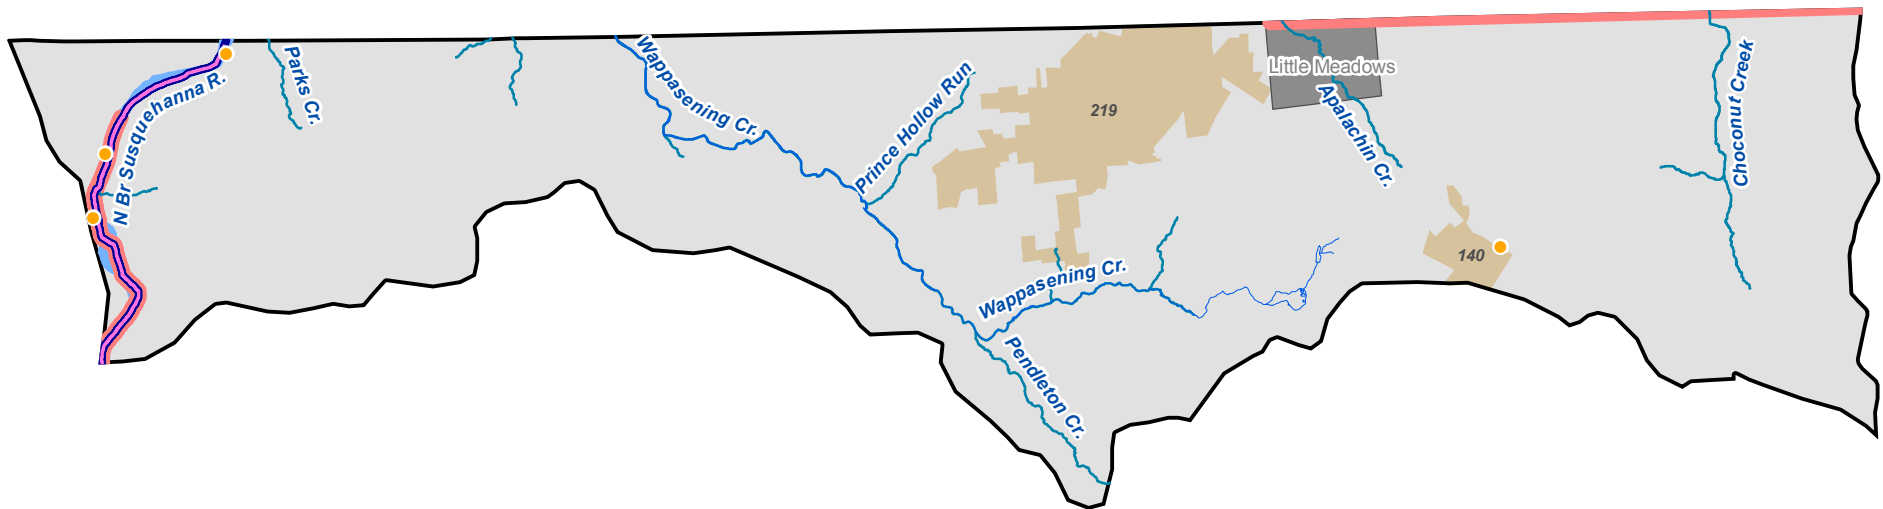 N Br Susquehanna R.
Parks Cr.
Wappasening Cr.
Prince Hollow Run
219
Little Meadows
Apalachin Cr.
Choconut Creek
140
Wappasening Cr.
Pendleton Cr.